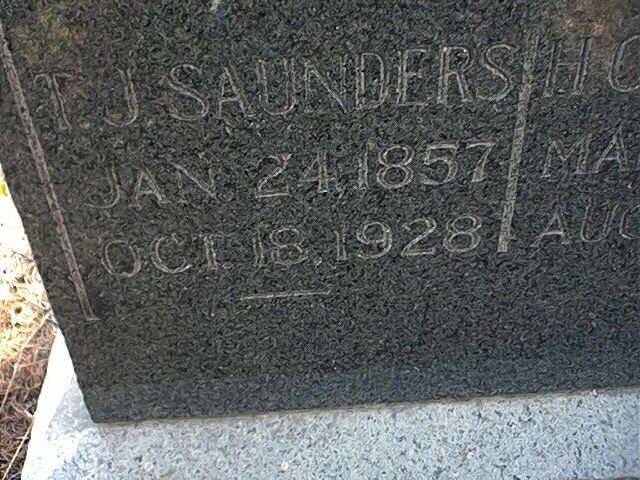 T. J. SAUNDERS
JAN. 24, 1857
OCT. 18, 1928